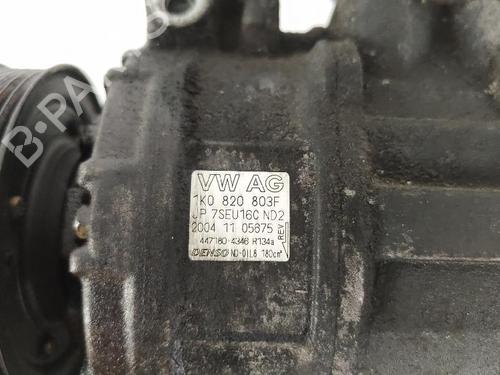 VW AG
1K0 820 803F
JP 7SEU16C ND2
2004 11 05875 REV
447180-4346 R134a
DENSO ND-OIL8 180cm³
B-PA